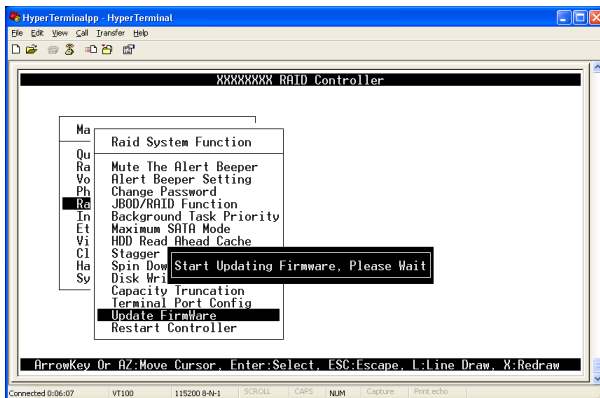 HyperTerminalpp - HyperTerminal
File Edit View Call Transfer Help
XXXXXXXX RAID Controller
Ma
Raid System Function
Qu
Ra Mute The Alert Beeper
Vo Alert Beeper Setting
Ph Change Password
Ra JBOD/RAID Function
In Background Task Priority
Et Maximum SATA Mode
Vi HDD Read Ahead Cache
Cl Stagger
Ha Spin Dow Start Updating Firmware, Please Wait
Sy Disk Wri
Capacity Truncation
Terminal Port Config
Update FirmWare
Restart Controller
ArrowKey Or AZ:Move Cursor, Enter:Select, ESC:Escape, L:Line Draw, X:Redraw
Connected 0:06:07 VT100 115200 8-N-1 SCROLL CAPS NUM Capture Print echo